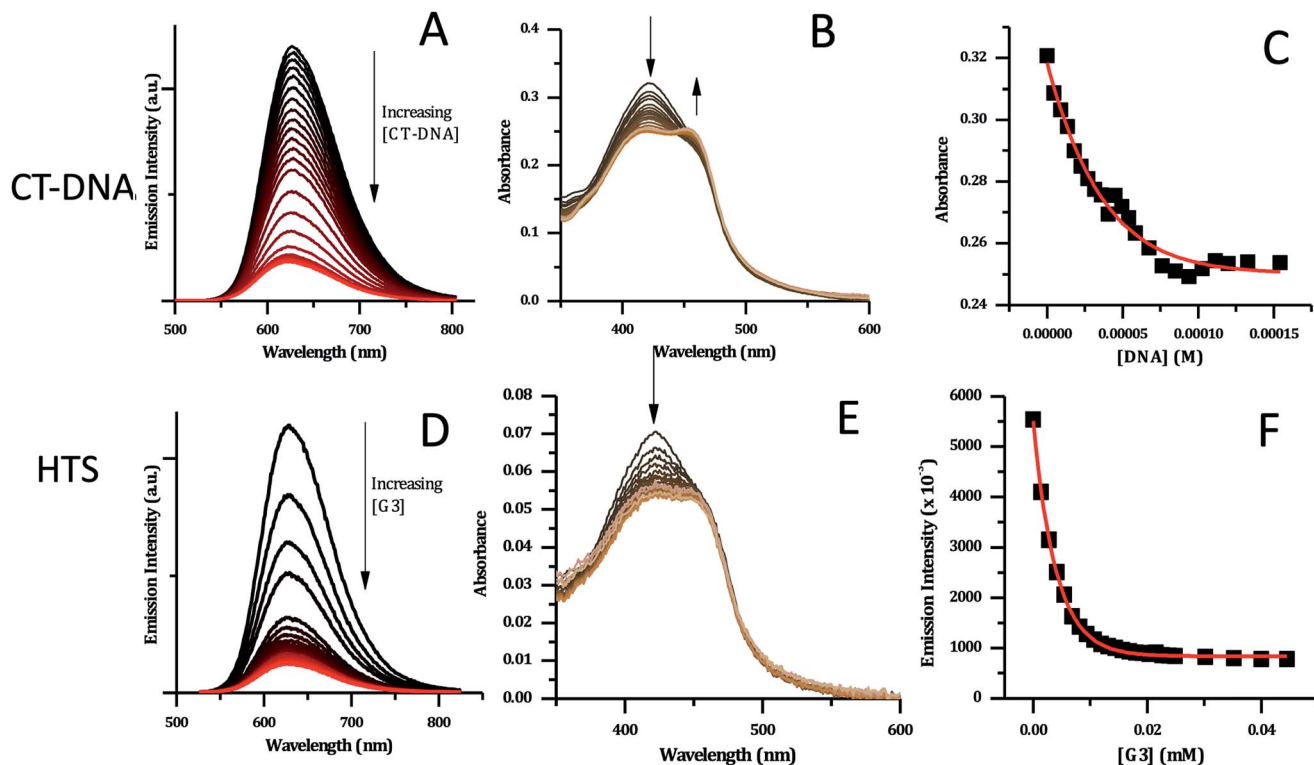 CT-DNA
A
Emission Intensity (a.u.)
Increasing
[CT-DNA]
500 600 700 800
Wavelength (nm)
B
Absorbance
0.4
0.3
0.2
0.1
0.0
400 500 600
Wavelength (nm)
C
Absorbance
0.32
0.30
0.28
0.26
0.24
0.00000 0.00005 0.00010 0.00015
[DNA] (M)
HTS
D
Emission Intensity (a.u.)
Increasing
[G3]
500 600 700 800
Wavelength (nm)
E
Absorbance
0.08
0.07
0.06
0.05
0.04
0.03
0.02
0.01
0.00
400 500 600
Wavelength (nm)
F
Emission Intensity (x 10⁻³)
6000
5000
4000
3000
2000
1000
0
0.00 0.02 0.04
[G3] (mM)